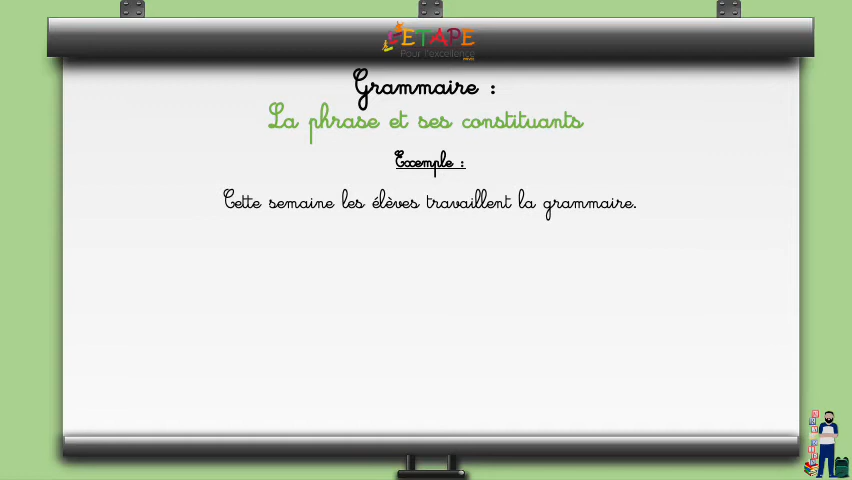 ETAPE
Pour l'excellence
Grammaire :
La phrase et ses constituants
Exemple :
Cette semaine les élèves travaillent la grammaire.